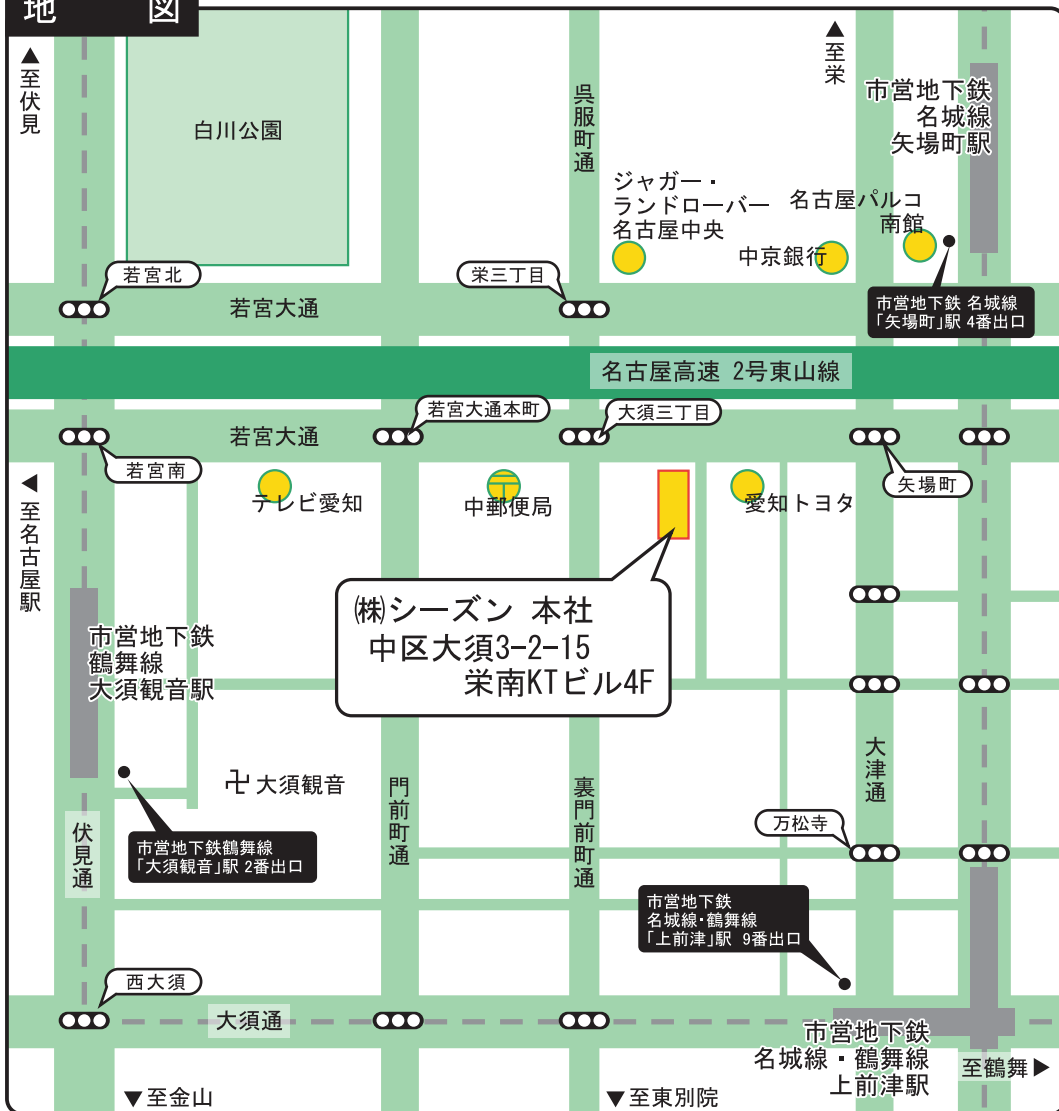 地　図
▲至伏見
白川公園
呉服町通
▲至栄
市営地下鉄
名城線
矢場町駅
ジャガー・
ランドローバー
名古屋中央
名古屋パルコ
南館
中京銀行
若宮北
栄三丁目
市営地下鉄 名城線
「矢場町」駅 4番出口
若宮大通
名古屋高速 2号東山線
若宮大通本町
大須三丁目
若宮大通
若宮南
矢場町
▲至名古屋駅
テレビ愛知
中郵便局
〒
愛知トヨタ
㈱シーズン 本社
中区大須3-2-15
栄南KTビル4F
市営地下鉄
鶴舞線
大須観音駅
卍大須観音
門前町通
裏門前町通
大津通
伏見通
市営地下鉄鶴舞線
「大須観音」駅 2番出口
万松寺
市営地下鉄
名城線・鶴舞線
「上前津」駅 9番出口
西大須
大須通
市営地下鉄
名城線・鶴舞線
上前津駅
至鶴舞▶
▼至金山
▼至東別院